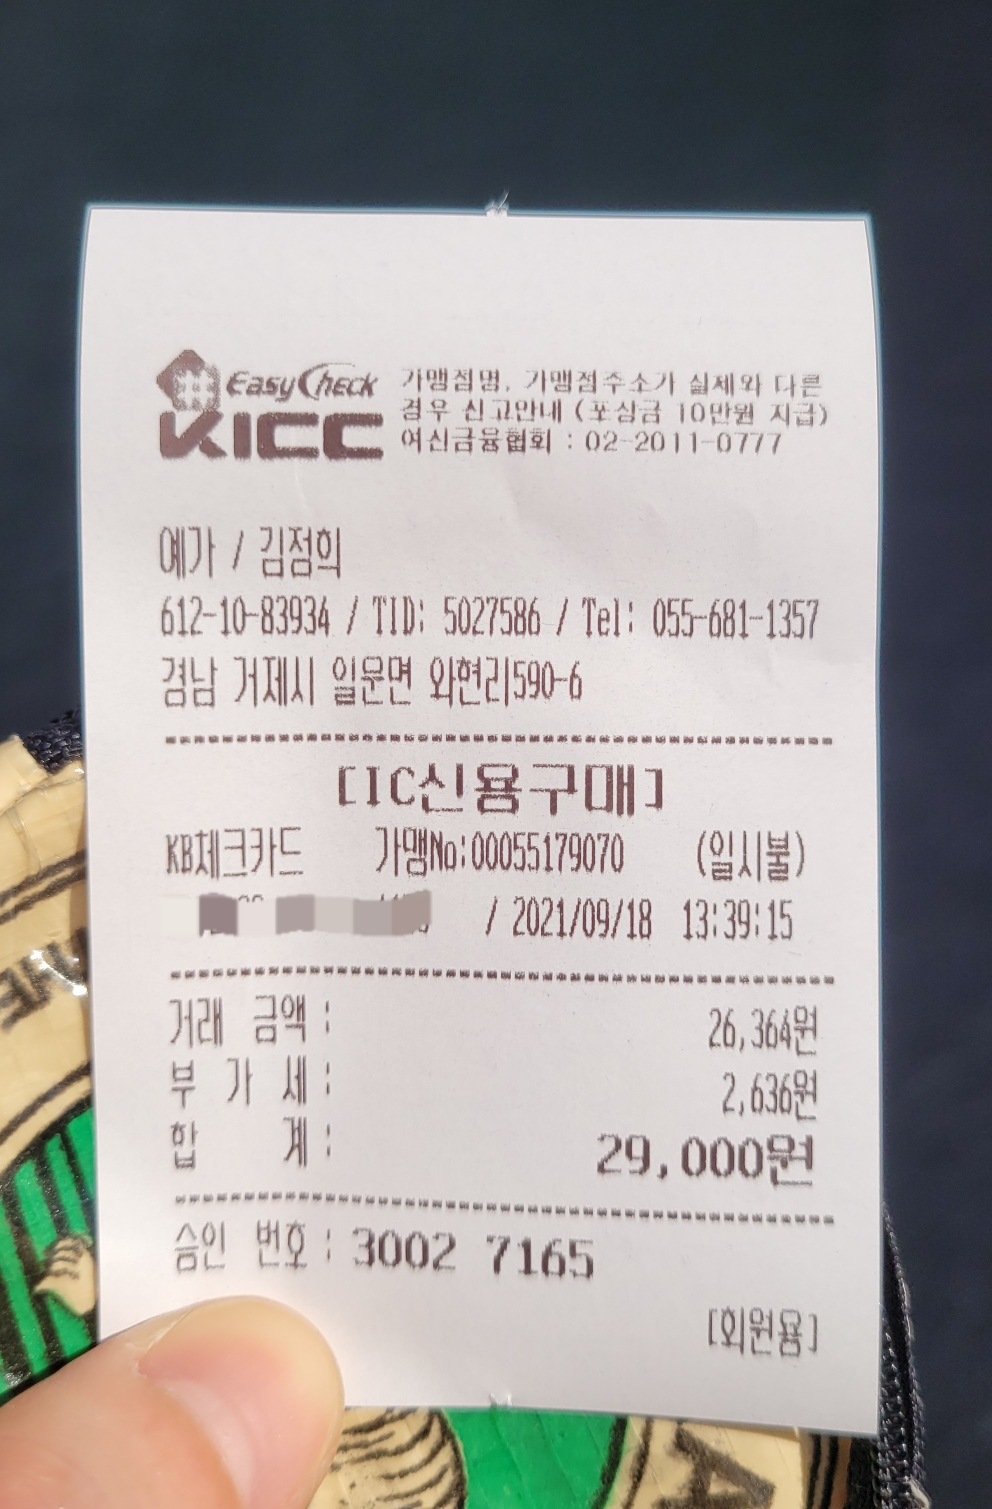 EasyCheck
KICC
가맹점명, 가맹점주소가 실제와 다른
경우 신고안내 (포상금 10만원 지급)
여신금융협회 : 02-2011-0777
예가 / 김점희
612-10-83934 / TID: 5027586 / Tel: 055-681-1357
경남 거제시 일운면 와현리590-6
[IC신용구매]
KB체크카드 가맹No:00055179070 (일시불)
/ 2021/09/18 13:39:15
거래 금액 : 26,364원
부 가 세 : 2,636원
합 계 : 29,000원
승인 번호 : 3002 7165
[회원용]